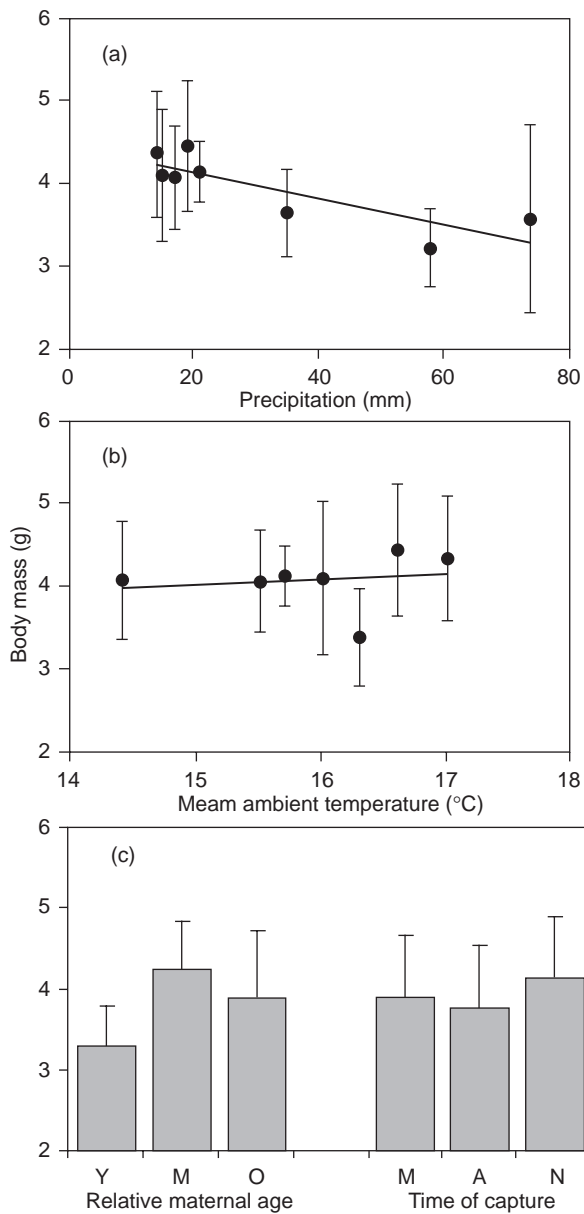 6
(a)
5
4
3
2
0 20 40 60 80
Precipitation (mm)
6
(b)
5
4
3
2
14 15 16 17 18
Meam ambient temperature (°C)
Body mass (g)
6
(c)
5
4
3
2
Y M O M A N
Relative maternal age Time of capture